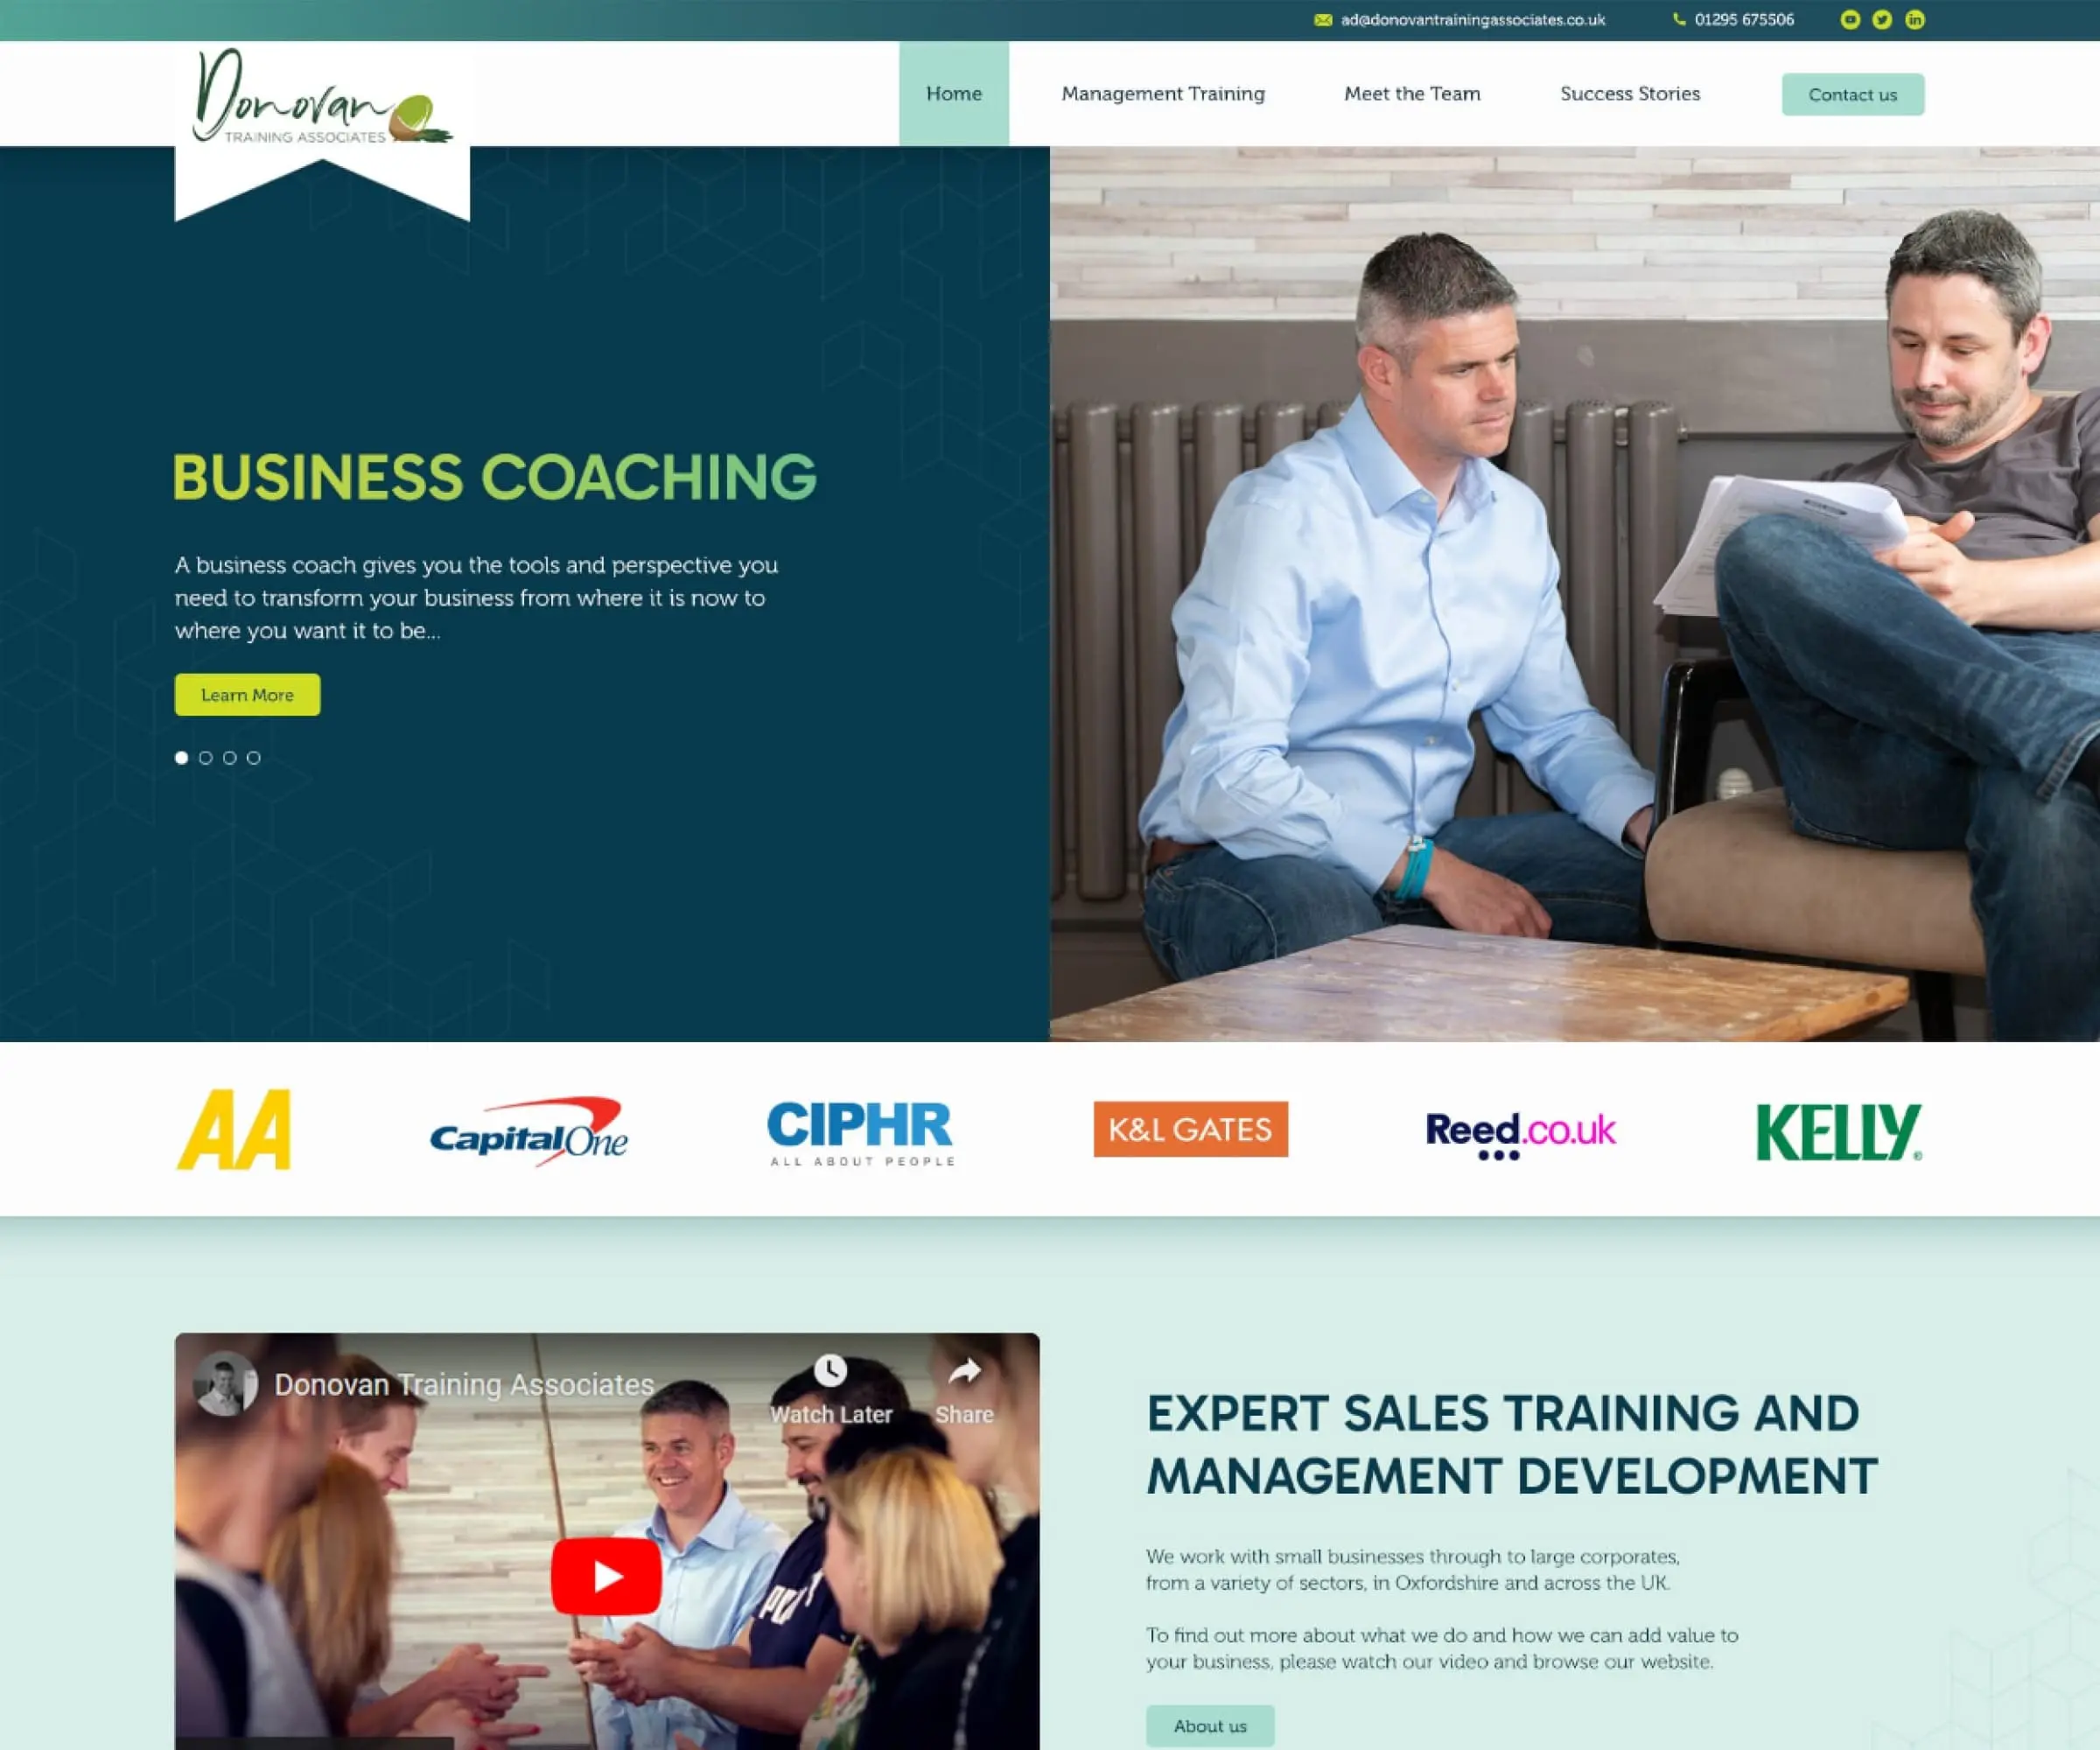 ad@donovantrainingassociates.co.uk
01295 675506
Donovan
TRAINING ASSOCIATES
Home
Management Training
Meet the Team
Success Stories
Contact us
BUSINESS COACHING
A business coach gives you the tools and perspective you
need to transform your business from where it is now to
where you want it to be...
Learn More
AA
CapitalOne
CIPHR
ALL ABOUT PEOPLE
K&L GATES
Reed.co.uk
KELLY®
Donovan Training Associates
Watch Later
Share
EXPERT SALES TRAINING AND
MANAGEMENT DEVELOPMENT
We work with small businesses through to large corporates,
from a variety of sectors, in Oxfordshire and across the UK.
To find out more about what we do and how we can add value to
your business, please watch our video and browse our website.
About us